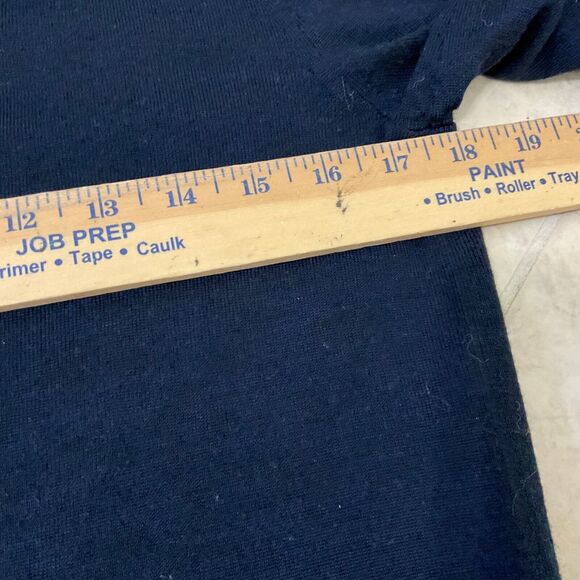 12 13 14 15 16 17 18 19
JOB PREP
rimer • Tape • Caulk
PAINT
• Brush • Roller • Tray